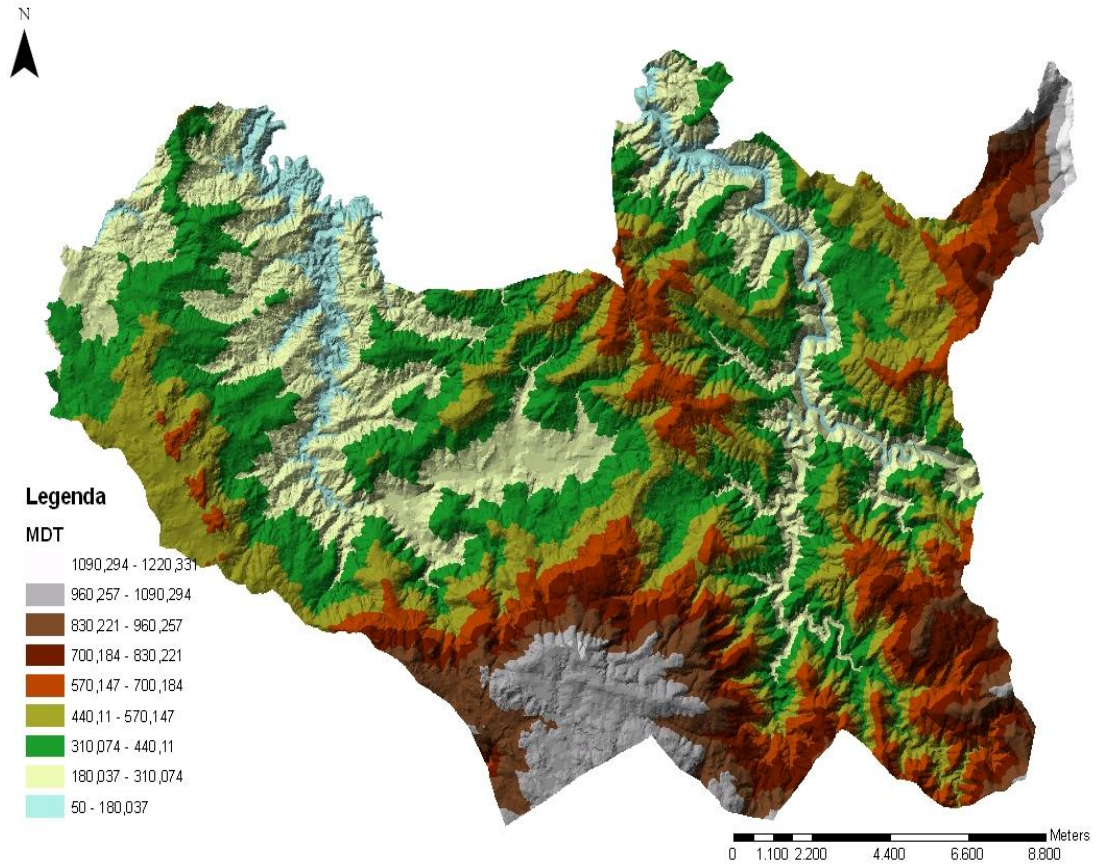 N
Legenda
MDT
1090,294 - 1220,331
960,257 - 1090,294
830,221 - 960,257
700,184 - 830,221
570,147 - 700,184
440,11 - 570,147
310,074 - 440,11
180,037 - 310,074
50 - 180,037
Meters
0 1.100 2.200 4.400 6.600 8.800